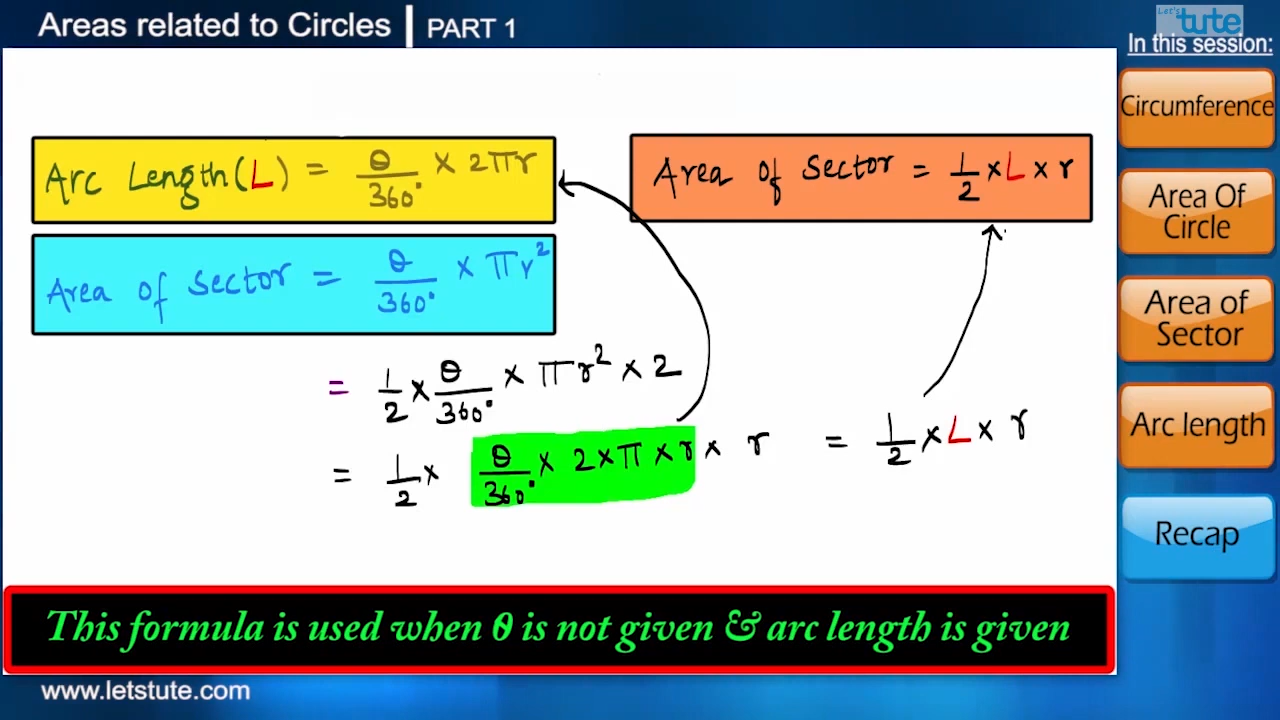 Areas related to Circles | PART 1
Let's tute
In this session:
Arc Length(L) = θ/360° × 2πr
Area of Sector = 1/2 × L × r
Area of sector = θ/360° × πr²
= 1/2 × θ/360° × πr² × 2
= 1/2 × θ/360° × 2 × π × r × r = 1/2 × L × r
Circumference
Area Of
Circle
Area of
Sector
Arc length
Recap
This formula is used when θ is not given & arc length is given
www.letstute.com